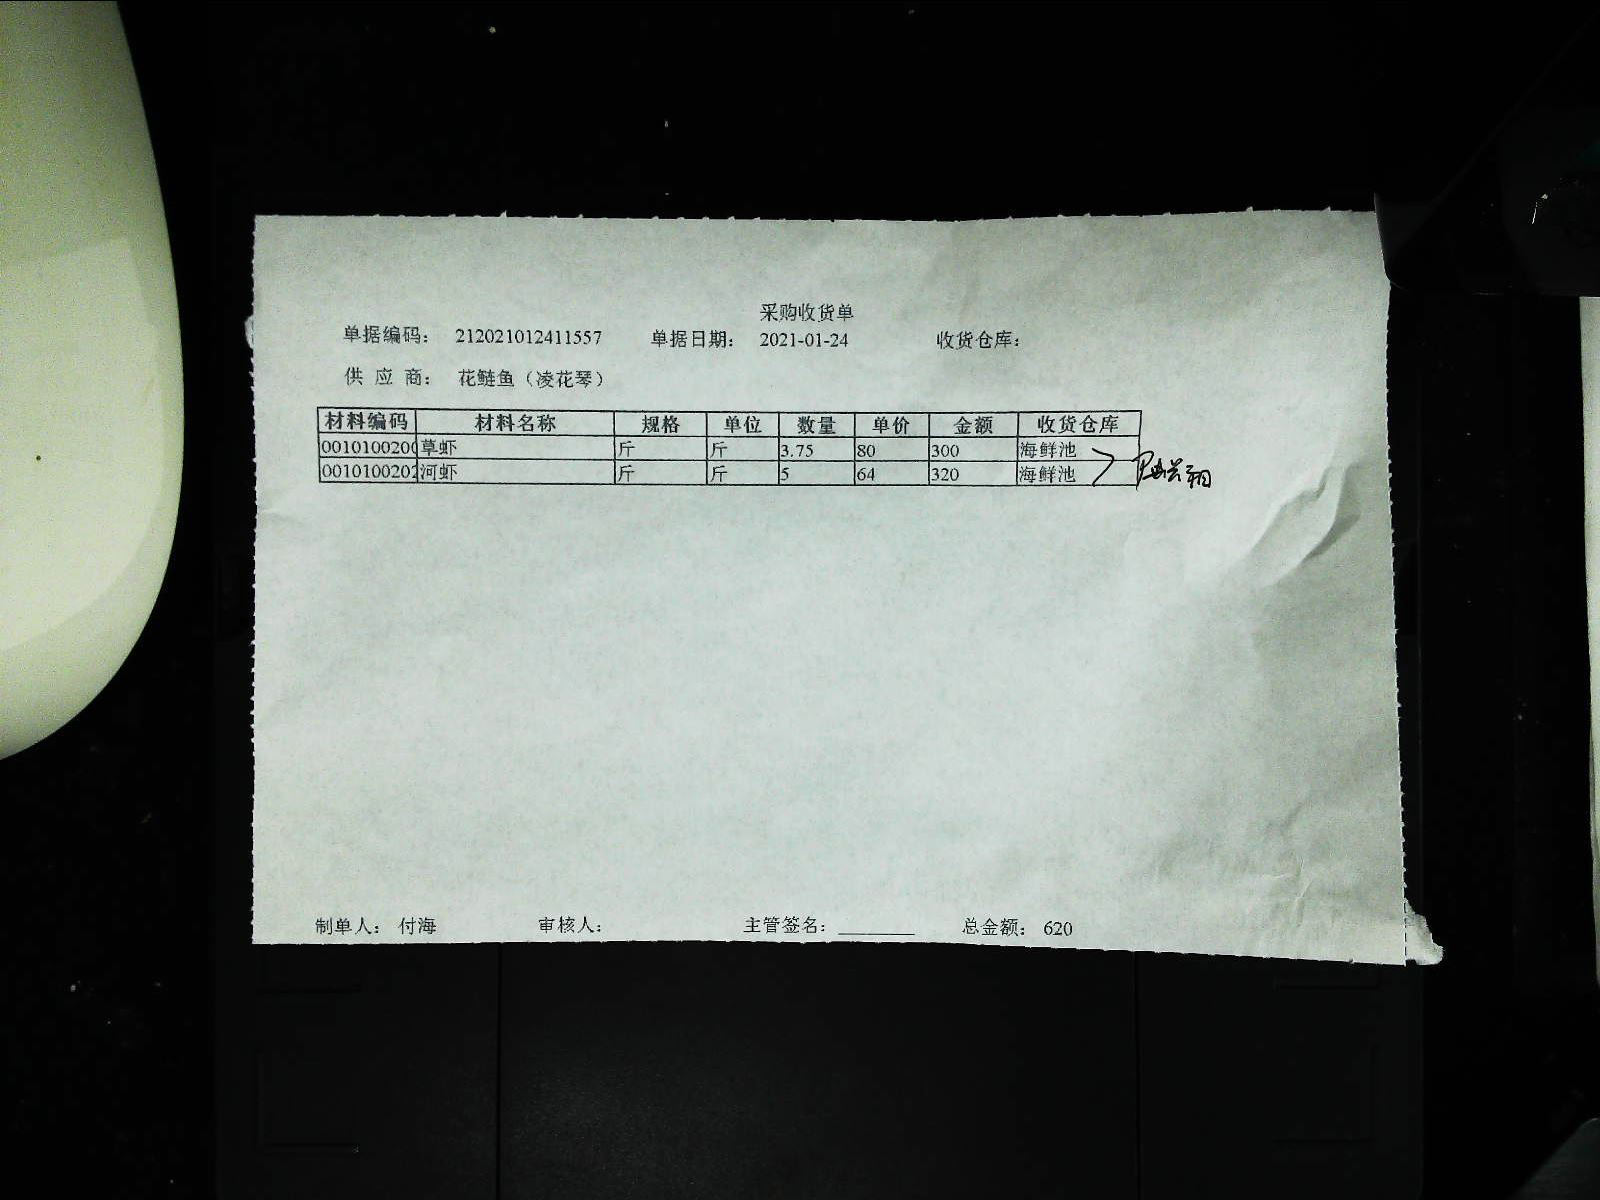 采购收货单
单据编码： 212021012411557 单据日期： 2021-01-24 收货仓库：
供 应 商： 花鲢鱼（凌花琴）
材料编码 材料名称 规格 单位 数量 单价 金额 收货仓库
0010100200 草虾 斤 斤 3.75 80 300 海鲜池
0010100202 河虾 斤 斤 5 64 320 海鲜池
制单人： 付海 审核人： 主管签名： ________ 总金额： 620